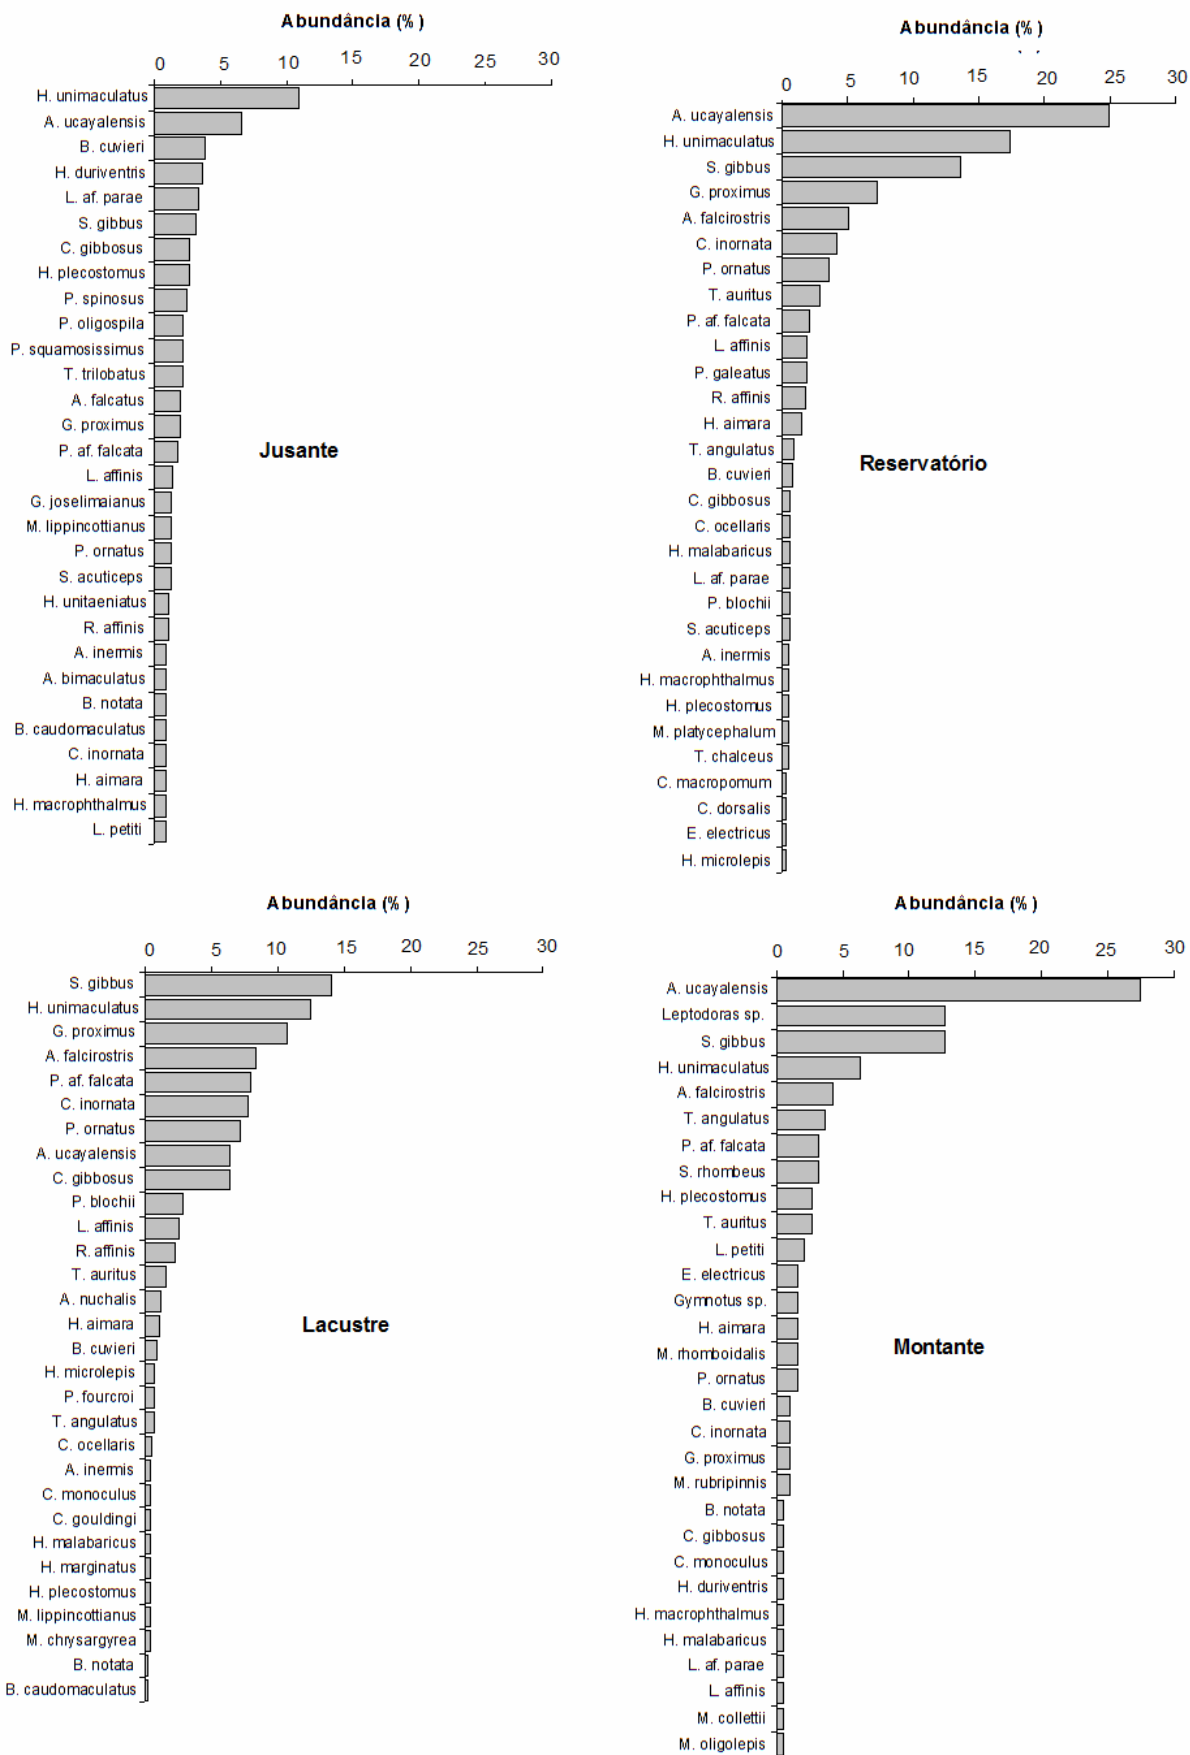 Abundância (%)
0 5 10 15 20 25 30
H. unimaculatus
A. ucayalensis
B. cuvieri
H. duriventris
L. af. parae
S. gibbus
C. gibbosus
H. plecostomus
P. spinosus
P. oligospila
P. squamosissimus
T. trilobatus
A. falcatus
G. proximus
P. af. falcata
L. affinis
G. joselimaianus
M. lippincottianus
P. ornatus
S. acuticeps
H. unitaeniatus
R. affinis
A. inermis
A. bimaculatus
B. notata
B. caudomaculatus
C. inornata
H. aimara
H. macrophthalmus
L. petiti
Jusante
Abundância (%)
0 5 10 15 20 25 30
A. ucayalensis
H. unimaculatus
S. gibbus
G. proximus
A. falcirostris
C. inornata
P. ornatus
T. auritus
P. af. falcata
L. affinis
P. galeatus
R. affinis
H. aimara
T. angulatus
B. cuvieri
C. gibbosus
C. ocellaris
H. malabaricus
L. af. parae
P. blochii
S. acuticeps
A. inermis
H. macrophthalmus
H. plecostomus
M. platycephalum
T. chalceus
C. macropomum
C. dorsalis
E. electricus
H. microlepis
Reservatório
Abundância (%)
0 5 10 15 20 25 30
S. gibbus
H. unimaculatus
G. proximus
A. falcirostris
P. af. falcata
C. inornata
P. ornatus
A. ucayalensis
C. gibbosus
P. blochii
L. affinis
R. affinis
T. auritus
A. nuchalis
H. aimara
B. cuvieri
H. microlepis
P. fourcroi
T. angulatus
C. ocellaris
A. inermis
C. monoculus
C. gouldingi
H. malabaricus
H. marginatus
H. plecostomus
M. lippincottianus
M. chrysargyrea
B. notata
B. caudomaculatus
Lacustre
Abundância (%)
0 5 10 15 20 25 30
A. ucayalensis
Leptodoras sp.
S. gibbus
H. unimaculatus
A. falcirostris
T. angulatus
P. af. falcata
S. rhombeus
H. plecostomus
T. auritus
L. petiti
E. electricus
Gymnotus sp.
H. aimara
M. rhomboidalis
P. ornatus
B. cuvieri
C. inornata
G. proximus
M. rubripinnis
B. notata
C. gibbosus
C. monoculus
H. duriventris
H. macrophthalmus
H. malabaricus
L. af. parae
L. affinis
M. collettii
M. oligolepis
Montante